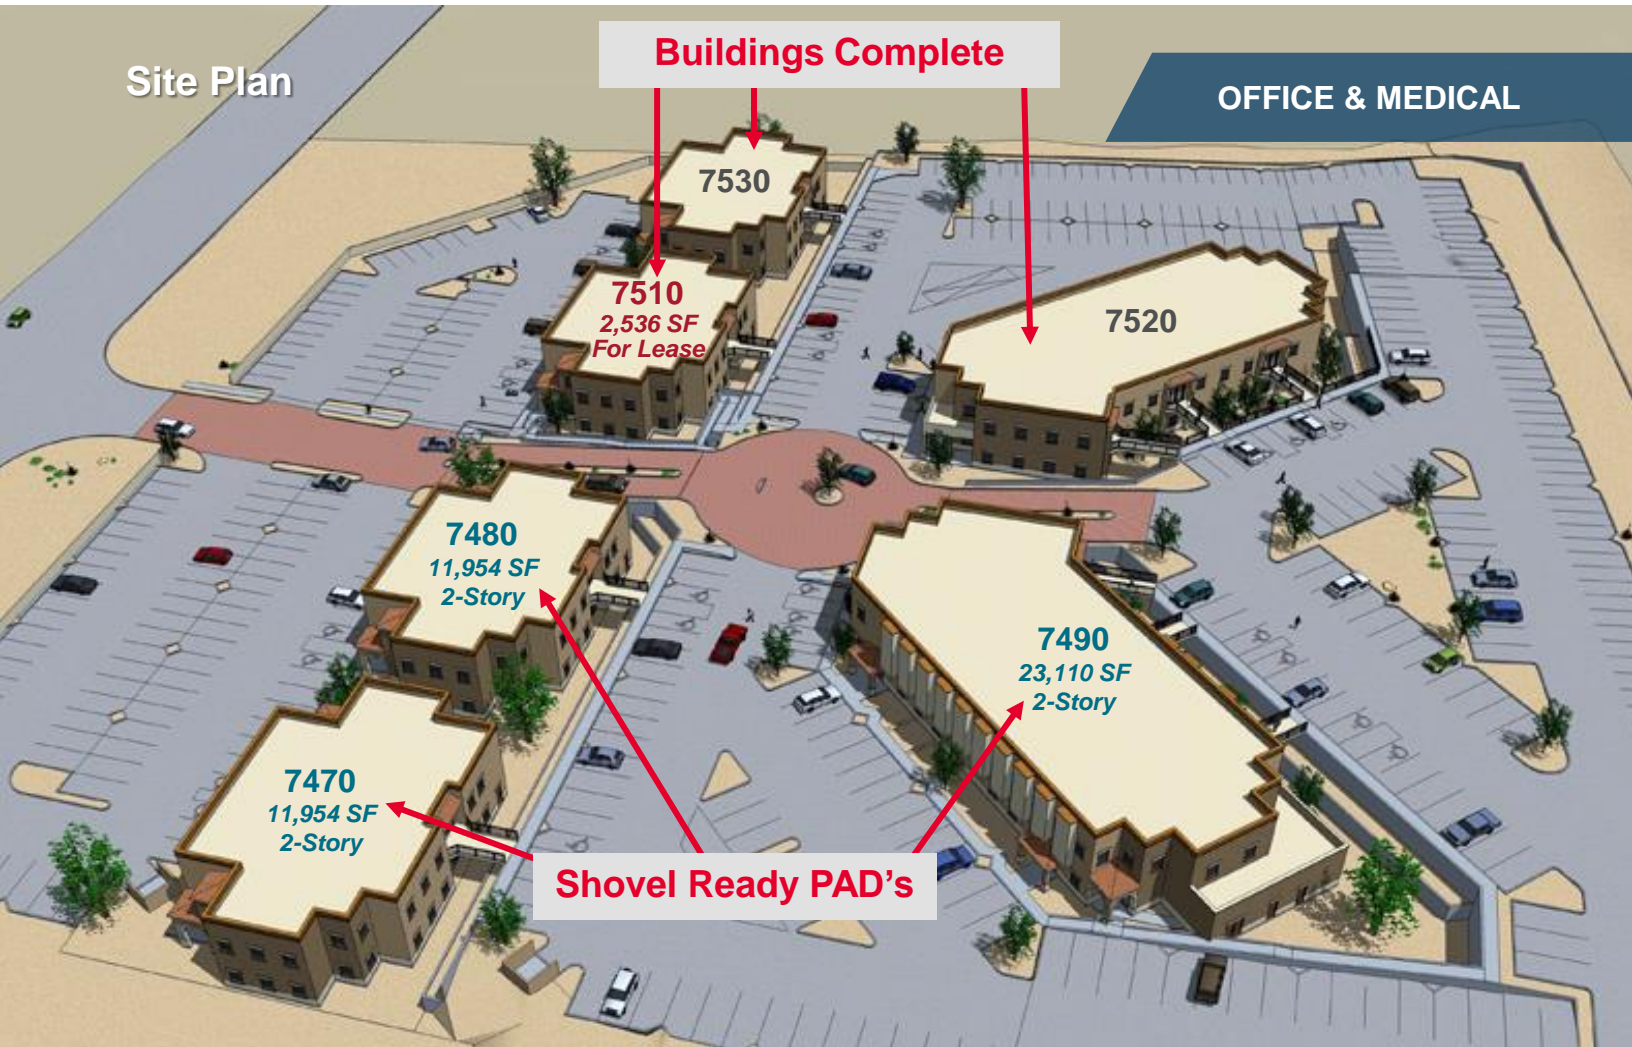 Buildings Complete
Site Plan
OFFICE & MEDICAL
7530
7510
2,536 SF
For Lease
7520
7480
11,954 SF
2-Story
7490
23,110 SF
2-Story
7470
11,954 SF
2-Story
Shovel Ready PAD’s